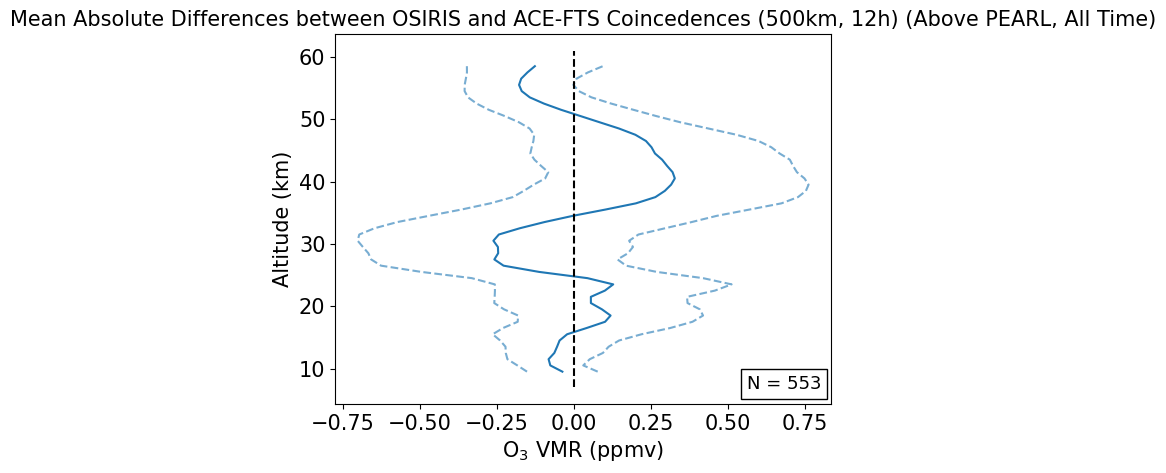 Mean Absolute Differences between OSIRIS and ACE-FTS Coincedences (500km, 12h) (Above PEARL, All Time)
60
50
40
30
20
10
Altitude (km)
N = 553
−0.75 −0.50 −0.25 0.00 0.25 0.50 0.75
O₃ VMR (ppmv)